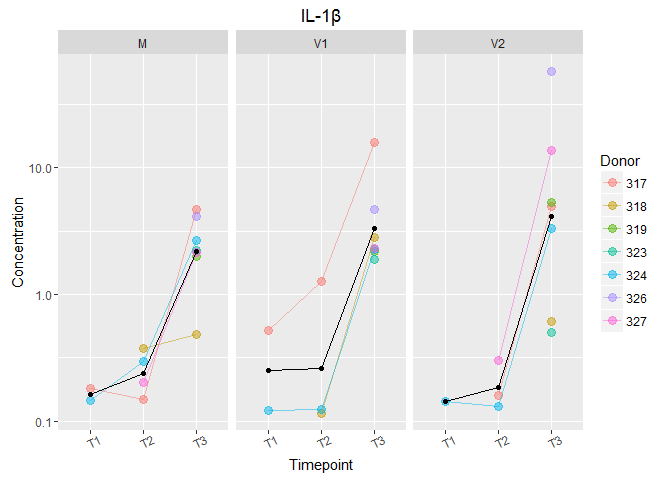 IL-1β
M V1 V2
Concentration
10.0
1.0
0.1
T1 T2 T3 T1 T2 T3 T1 T2 T3
Timepoint
Donor
317
318
319
323
324
326
327